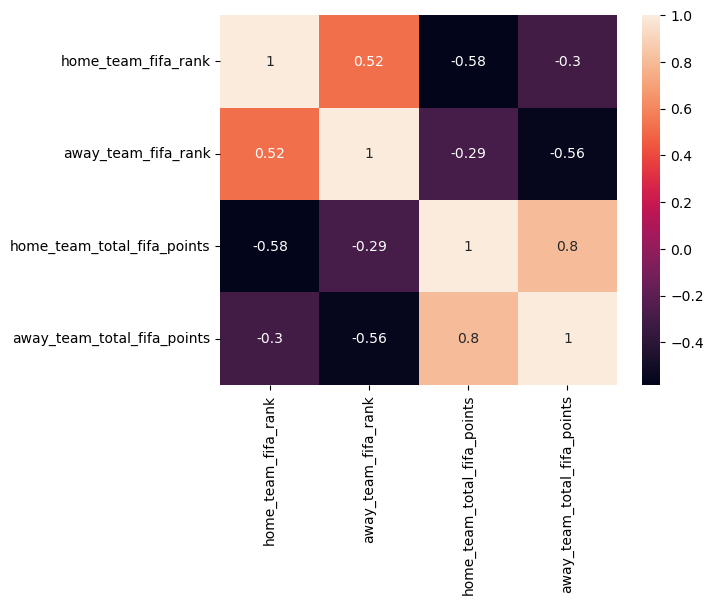 home_team_fifa_rank 1 0.52 -0.58 -0.3
away_team_fifa_rank 0.52 1 -0.29 -0.56
home_team_total_fifa_points -0.58 -0.29 1 0.8
away_team_total_fifa_points -0.3 -0.56 0.8 1
home_team_fifa_rank
away_team_fifa_rank
home_team_total_fifa_points
away_team_total_fifa_points
1.0
0.8
0.6
0.4
0.2
0.0
−0.2
−0.4